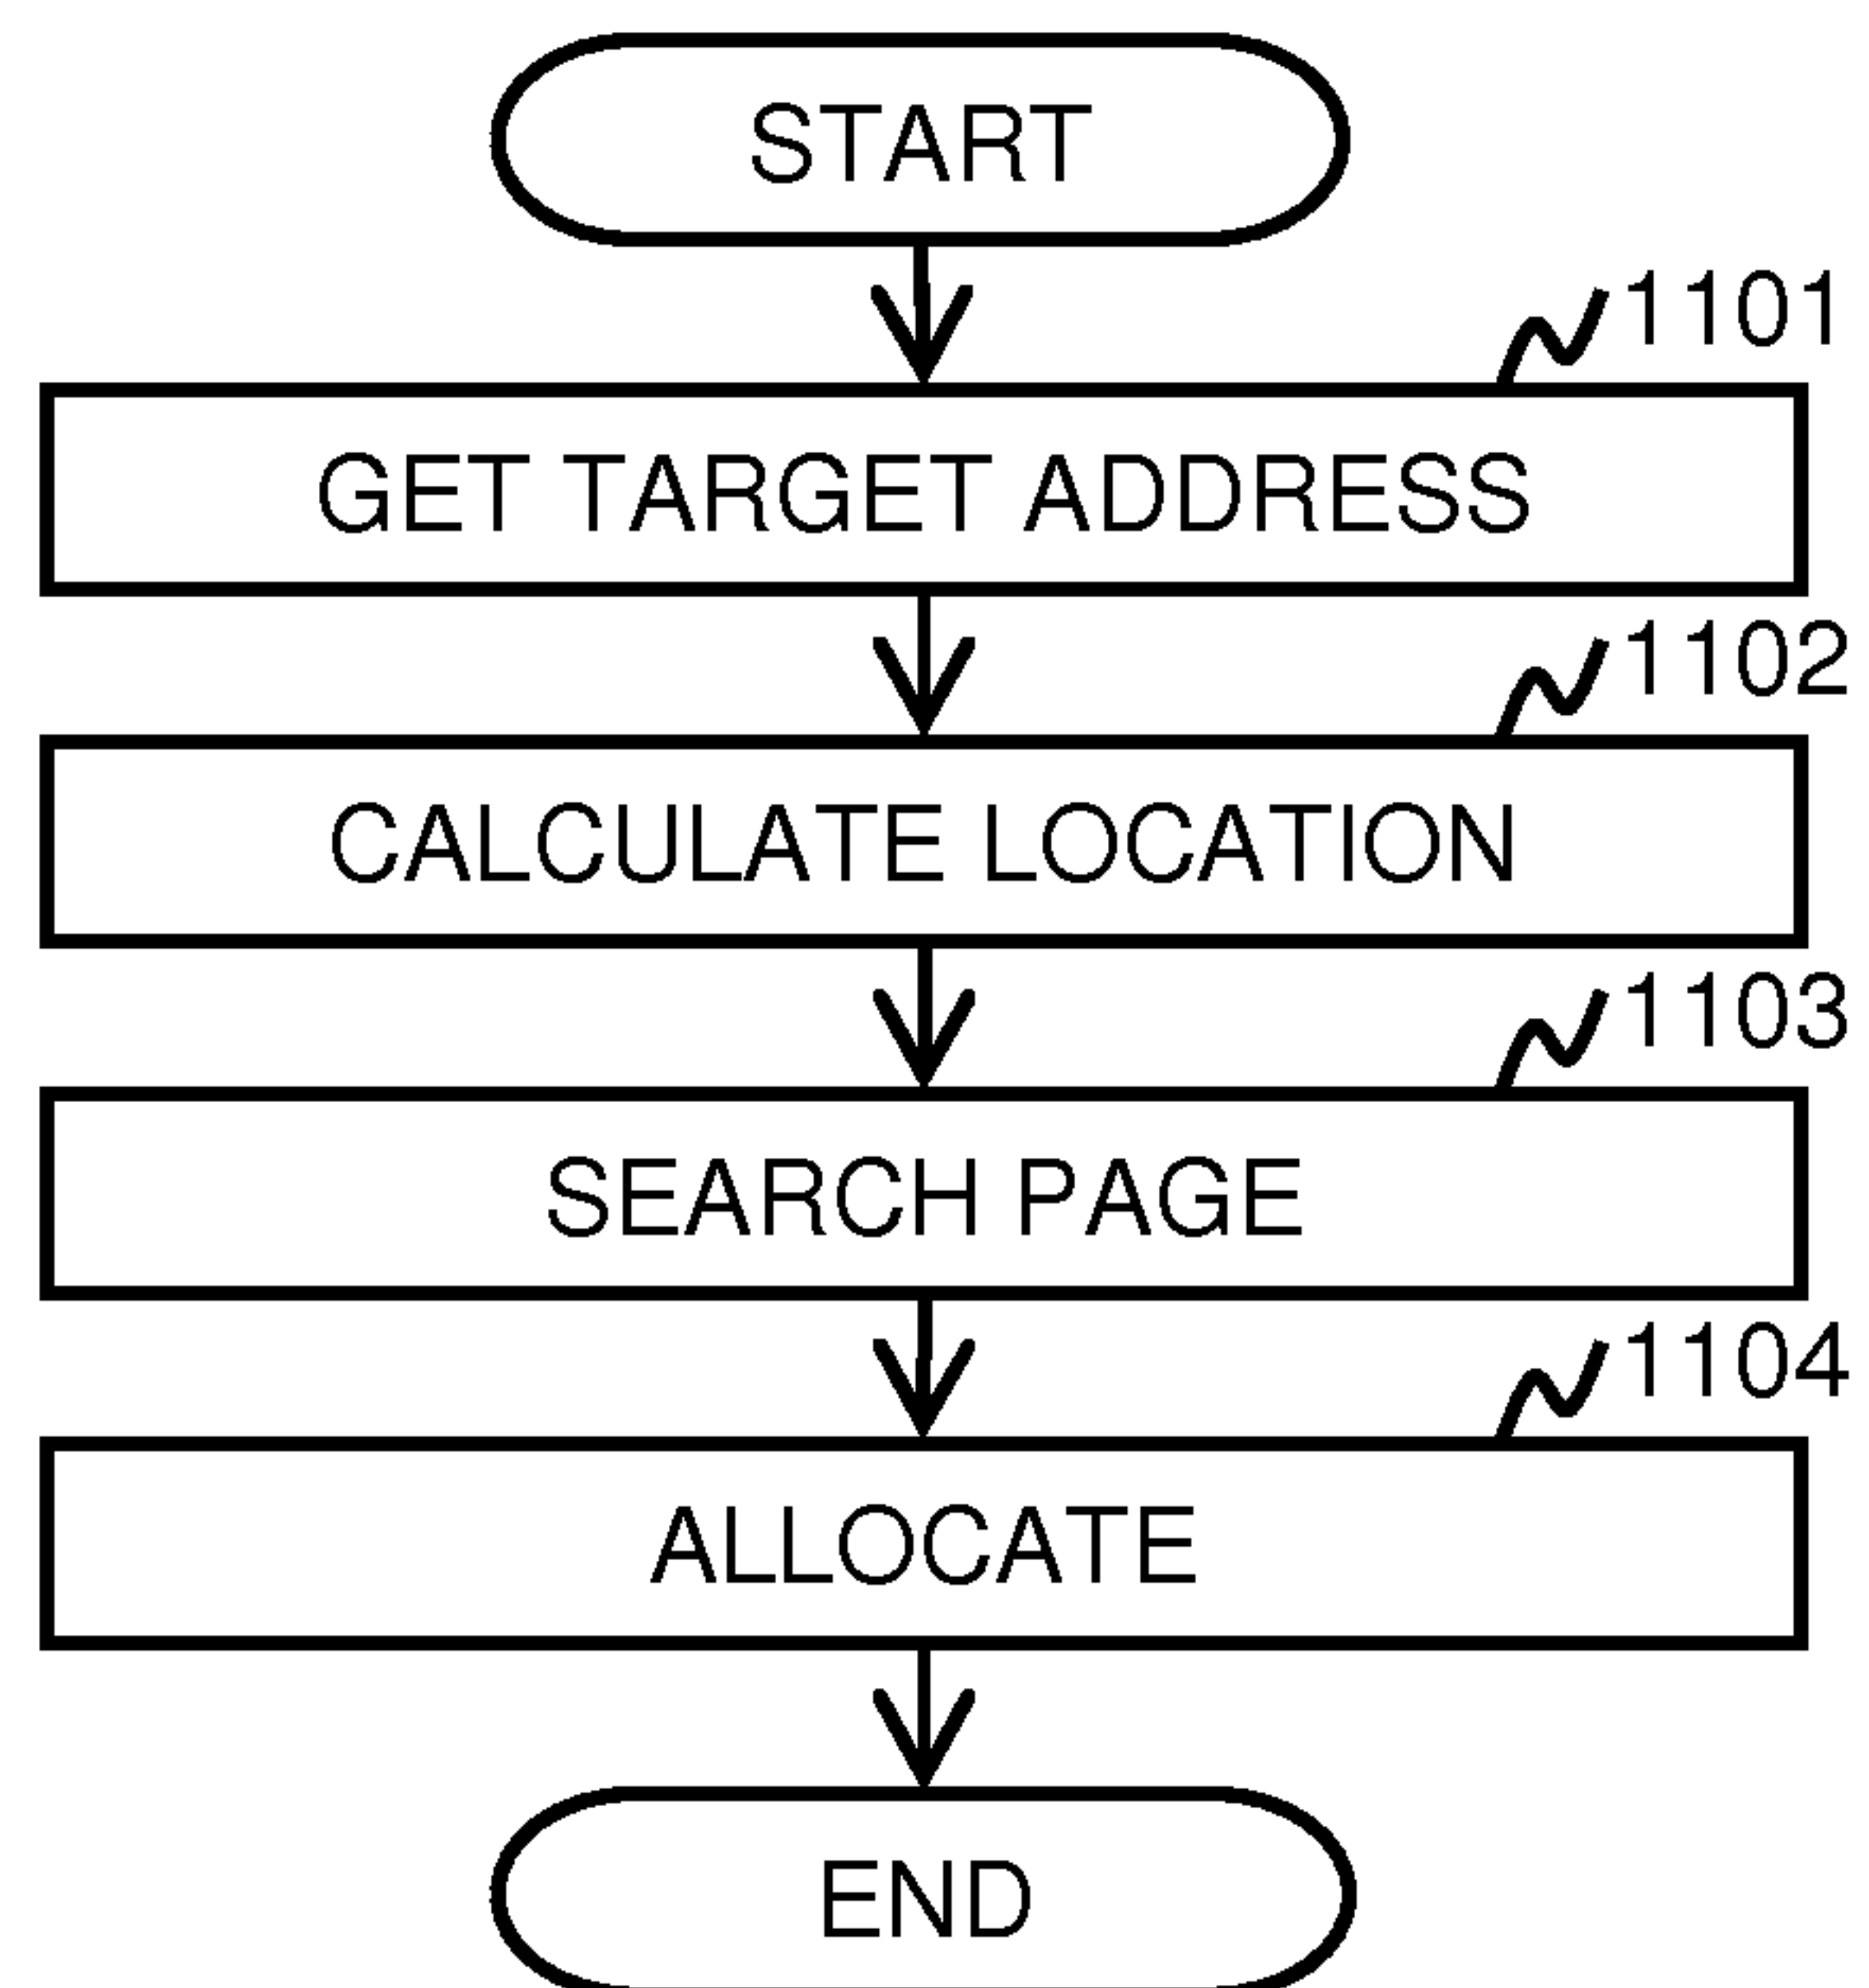 START
1101
GET TARGET ADDRESS
1102
CALCULATE LOCATION
1103
SEARCH PAGE
1104
ALLOCATE
END